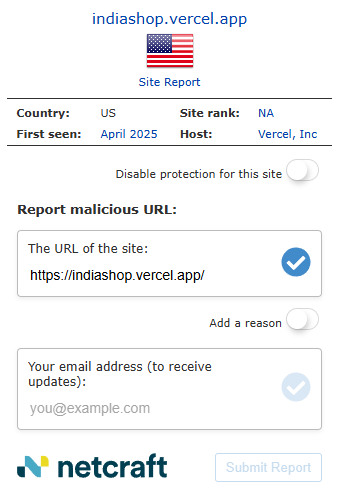 indiashop.vercel.app
Site Report
Country: US Site rank: NA
First seen: April 2025 Host: Vercel, Inc
Disable protection for this site
Report malicious URL:
The URL of the site:
https://indiashop.vercel.app/
Add a reason
Your email address (to receive
updates):
you@example.com
netcraft Submit Report